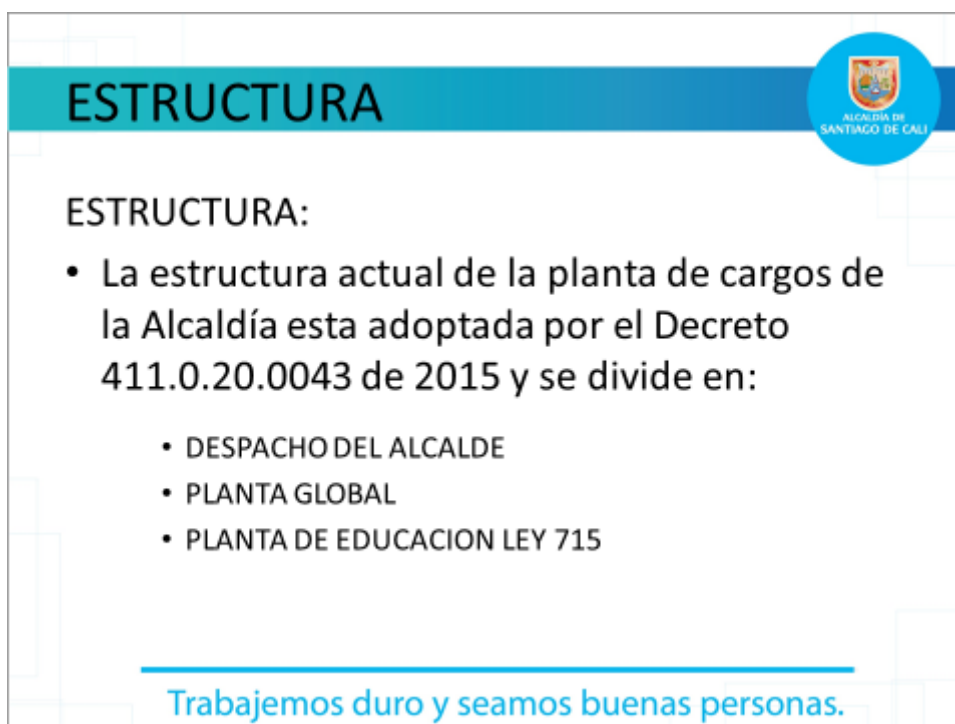 ESTRUCTURA
ALCALDÍA DE
SANTIAGO DE CALI
ESTRUCTURA:
• La estructura actual de la planta de cargos de
la Alcaldía esta adoptada por el Decreto
411.0.20.0043 de 2015 y se divide en:
• DESPACHO DEL ALCALDE
• PLANTA GLOBAL
• PLANTA DE EDUCACION LEY 715
Trabajemos duro y seamos buenas personas.